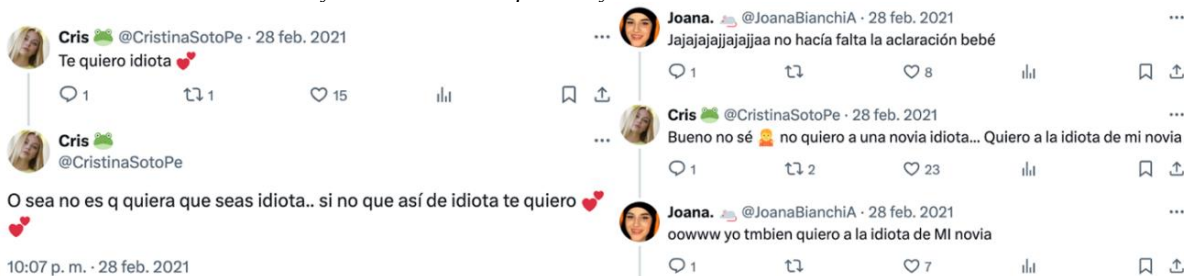 Cris 🐸 @CristinaSotoPe · 28 feb. 2021
Te quiero idiota 💕
1 1 15
Cris 🐸
@CristinaSotoPe
O sea no es q quiera que seas idiota.. si no que así de idiota te quiero 💕
💕
10:07 p. m. · 28 feb. 2021
Joana. 🦢 @JoanaBianchiA · 28 feb. 2021
Jajajajajjajajjaa no hacía falta la aclaración bebé
1 8
Cris 🐸 @CristinaSotoPe · 28 feb. 2021
Bueno no sé 🤷 no quiero a una novia idiota... Quiero a la idiota de mi novia
1 2 23
Joana. 🦢 @JoanaBianchiA · 28 feb. 2021
oowww yo tmbien quiero a la idiota de MI novia
1 7